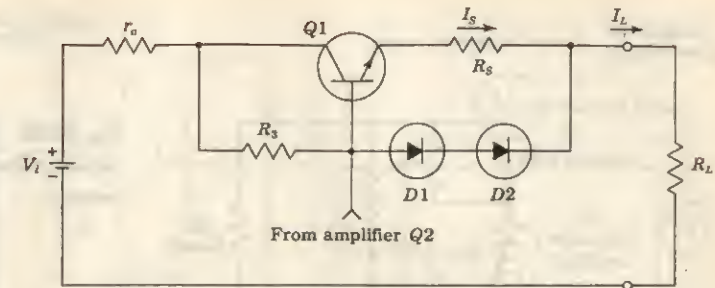 r_o Q1 I_S I_L
R_S
R_3
V_i + − R_L
D1 D2
From amplifier Q2